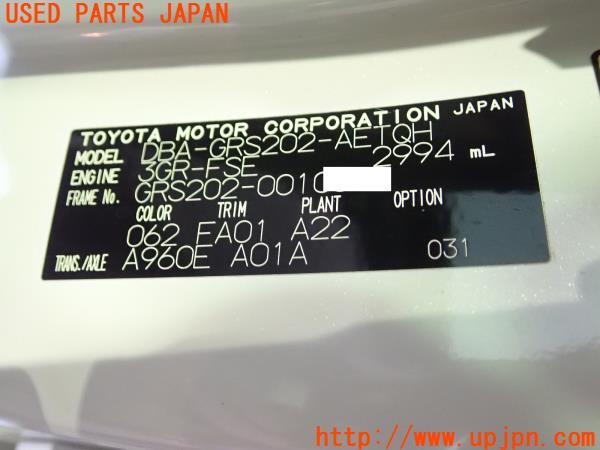 USED PARTS JAPAN
TOYOTA MOTOR CORPORATION JAPAN
MODEL DBA-GRS202-AETQH
ENGINE 3GR-FSE 2994 mL
FRAME No. GRS202-0010
COLOR TRIM PLANT OPTION
062 FA01 A22
TRANS./AXLE A960E A01A 031
http://www.upjpn.com